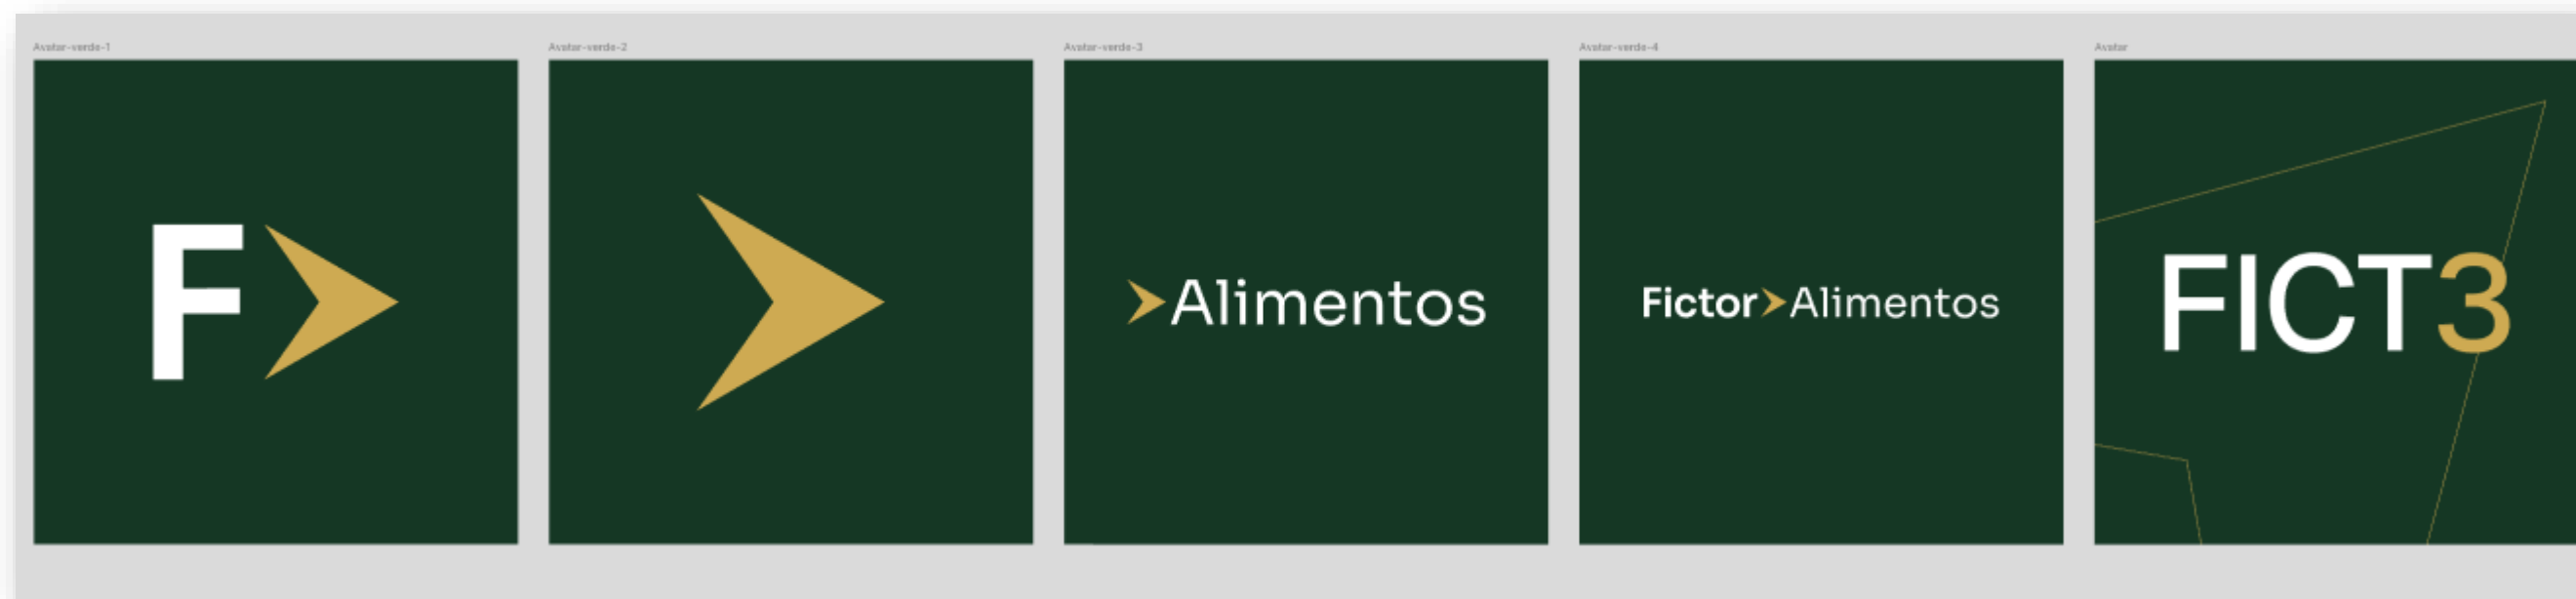 Avatar-verde-1
Avatar-verde-2
Avatar-verde-3
Avatar-verde-4
Avatar
F
Alimentos
Fictor Alimentos
FICT3